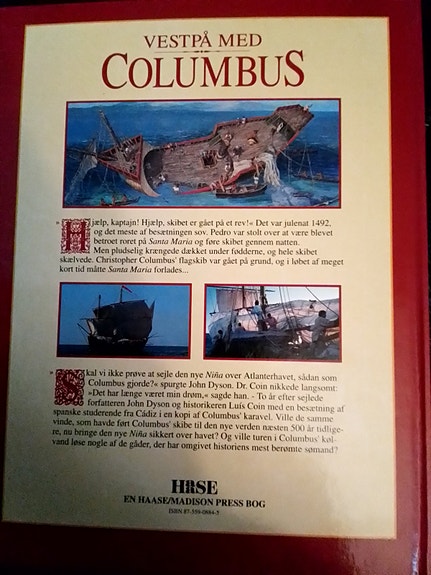 VESTPÅ MED
COLUMBUS
»Hjælp, kaptajn! Hjælp, skibet er gået på et rev!« Det var julenat 1492,
og det meste af besætningen sov. Pedro var stolt over at være blevet
betroet roret på Santa Maria og føre skibet gennem natten.
Men pludselig krængede dækket under fødderne, og hele skibet
skælvede. Christopher Columbus' flagskib var gået på grund, og i løbet af meget
kort tid måtte Santa Maria forlades...
»Skal vi ikke prøve at sejle den nye Niña over Atlanterhavet, sådan som
Columbus gjorde?« spurgte John Dyson. Dr. Coin nikkede langsomt:
»Det har længe været min drøm,« sagde han. - To år efter sejlede
forfatteren John Dyson og historikeren Luís Coin med en besætning af
spanske studerende fra Cádiz i en kopi af Columbus' karavel. Ville de samme
vinde, som havde ført Columbus' skibe til den nye verden næsten 500 år tidlige-
re, nu bringe den nye Niña sikkert over havet? Og ville turen i Columbus' køl-
vand løse nogle af de gåder, der har omgivet historiens mest berømte sømand?
HASE
EN HAASE/MADISON PRESS BOG
ISBN 87-559-0884-5